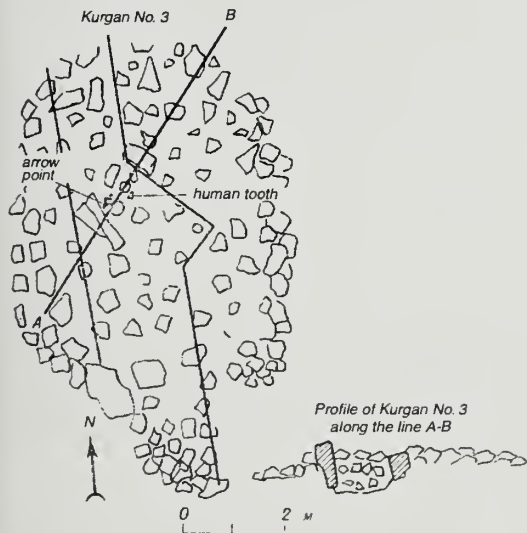 Kurgan No. 3
B
arrow
point
human tooth
A
N
Profile of Kurgan No. 3
along the line A-B
0 2 M